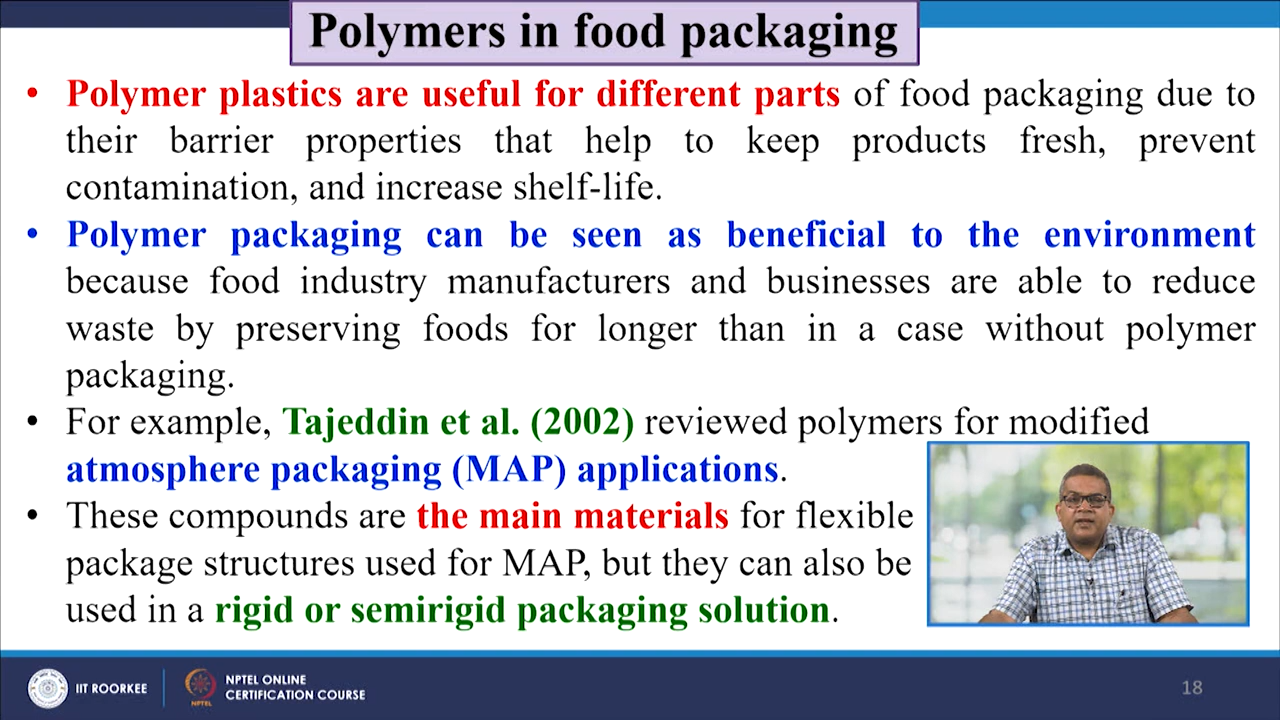 Polymers in food packaging
• Polymer plastics are useful for different parts of food packaging due to
their barrier properties that help to keep products fresh, prevent
contamination, and increase shelf-life.
• Polymer packaging can be seen as beneficial to the environment
because food industry manufacturers and businesses are able to reduce
waste by preserving foods for longer than in a case without polymer
packaging.
• For example, Tajeddin et al. (2002) reviewed polymers for modified
atmosphere packaging (MAP) applications.
• These compounds are the main materials for flexible
package structures used for MAP, but they can also be
used in a rigid or semirigid packaging solution.
IIT ROORKEE
NPTEL
NPTEL ONLINE
CERTIFICATION COURSE
18